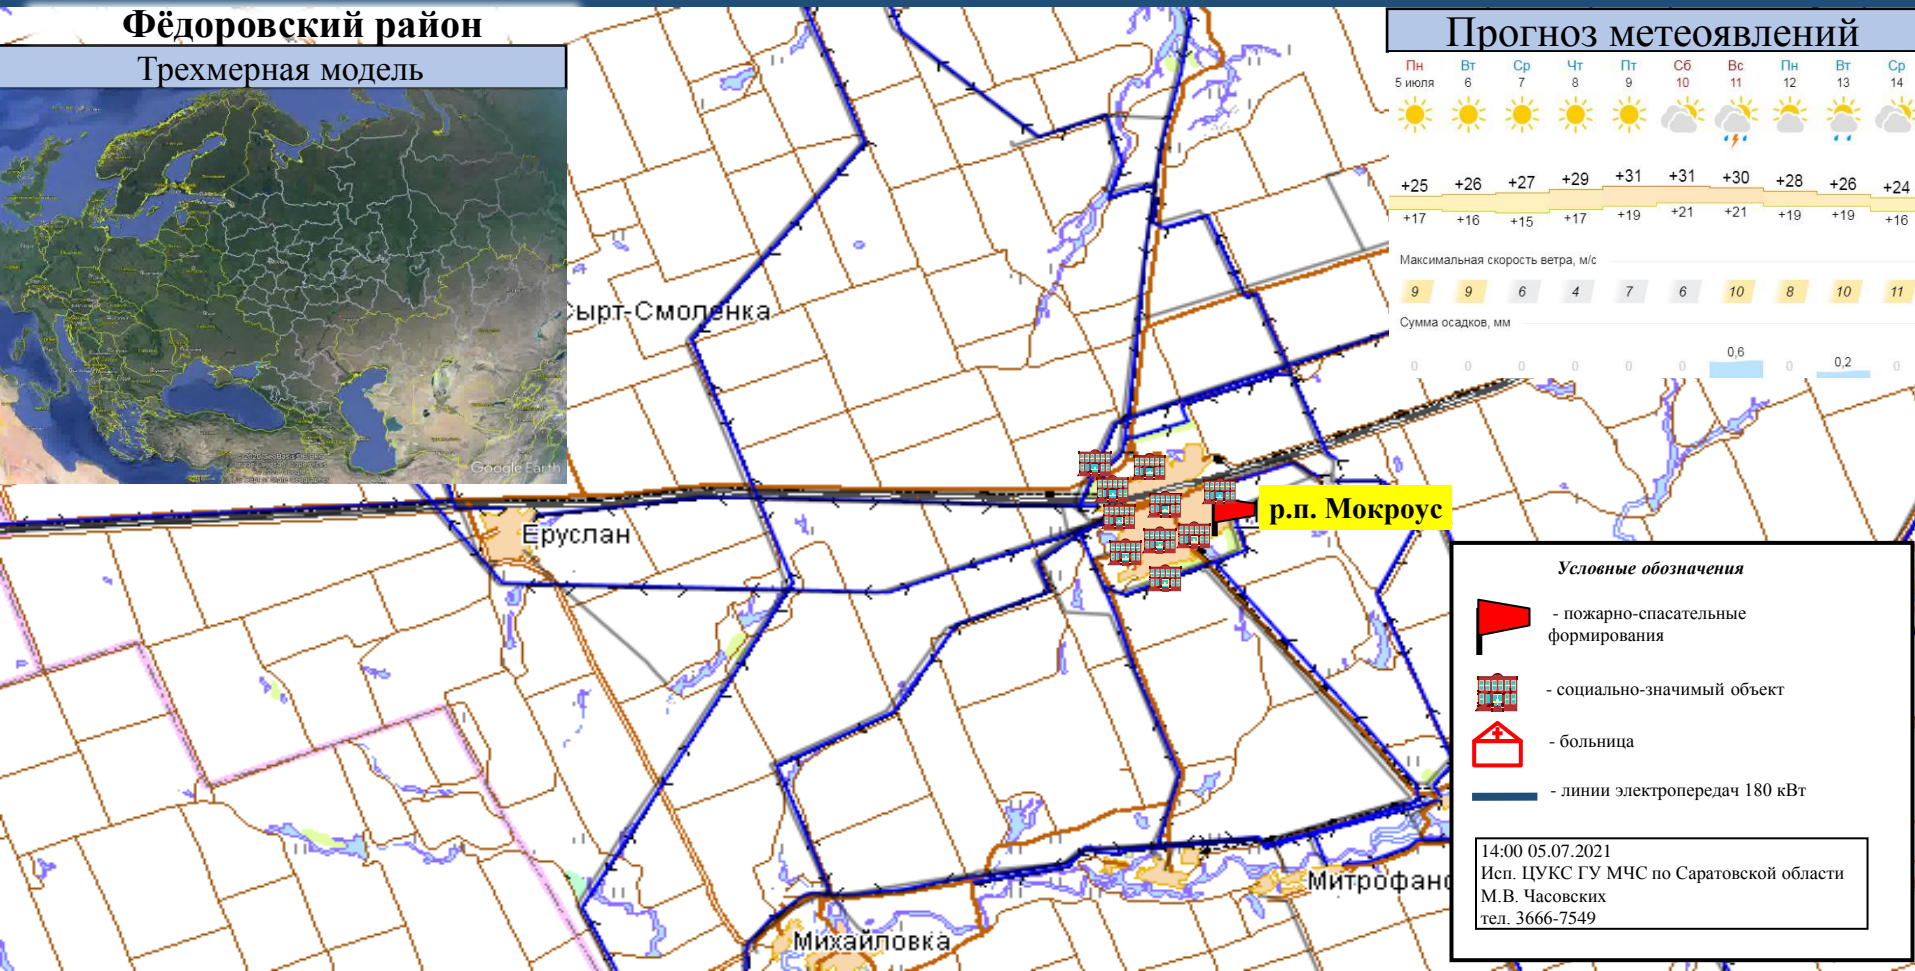 Фёдоровский район
Трехмерная модель
Google Earth
Прогноз метеоявлений
Пн Вт Ср Чт Пт Сб Вс Пн Вт Ср
5 июля 6 7 8 9 10 11 12 13 14
+25 +26 +27 +29 +31 +31 +30 +28 +26 +24
+17 +16 +15 +17 +19 +21 +21 +19 +19 +16
Максимальная скорость ветра, м/с
9 9 6 4 7 6 10 8 10 11
Сумма осадков, мм
0 0 0 0 0 0 0,6 0 0,2 0
Сырт-Смоленка
Еруслан
р.п. Мокроус
Митрофано
Михайловка
Условные обозначения
- пожарно-спасательные
формирования
- социально-значимый объект
- больница
- линии электропередач 180 кВт
14:00 05.07.2021
Исп. ЦУКС ГУ МЧС по Саратовской области
М.В. Часовских
тел. 3666-7549